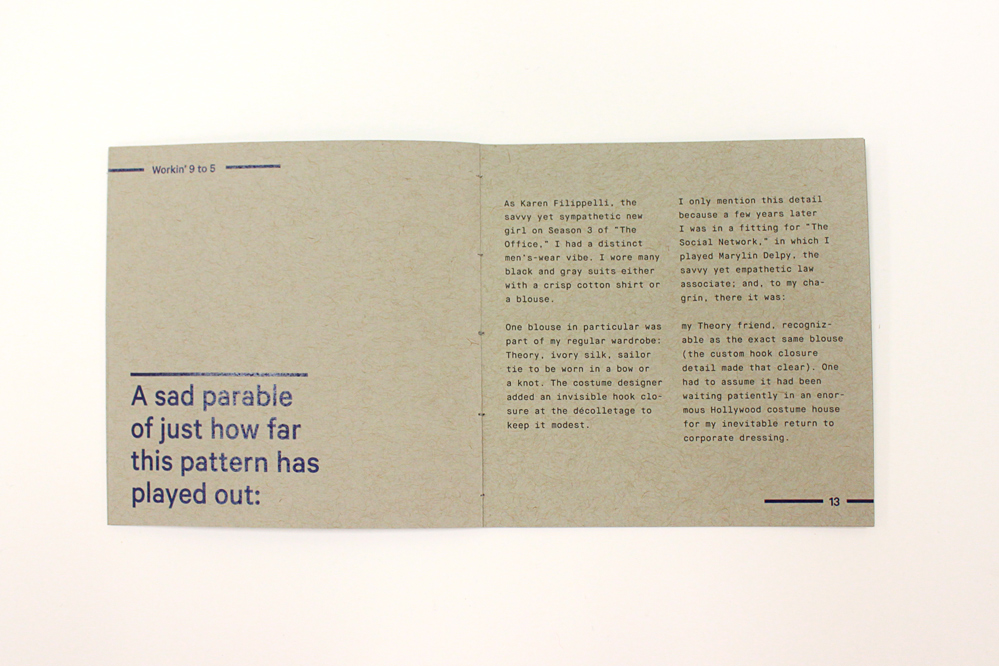 Workin' 9 to 5
A sad parable
of just how far
this pattern has
played out:
As Karen Filippelli, the
savvy yet sympathetic new
girl on Season 3 of "The
Office," I had a distinct
men's-wear vibe. I wore many
black and gray suits either
with a crisp cotton shirt or
a blouse.
One blouse in particular was
part of my regular wardrobe:
Theory, ivory silk, sailor
tie to be worn in a bow or
a knot. The costume designer
added an invisible hook clo-
sure at the décolletage to
keep it modest.
I only mention this detail
because a few years later
I was in a fitting for "The
Social Network," in which I
played Marylin Delpy, the
savvy yet empathetic law
associate; and, to my cha-
grin, there it was:
my Theory friend, recogniz-
able as the exact same blouse
(the custom hook closure
detail made that clear). One
had to assume it had been
waiting patiently in an enor-
mous Hollywood costume house
for my inevitable return to
corporate dressing.
13